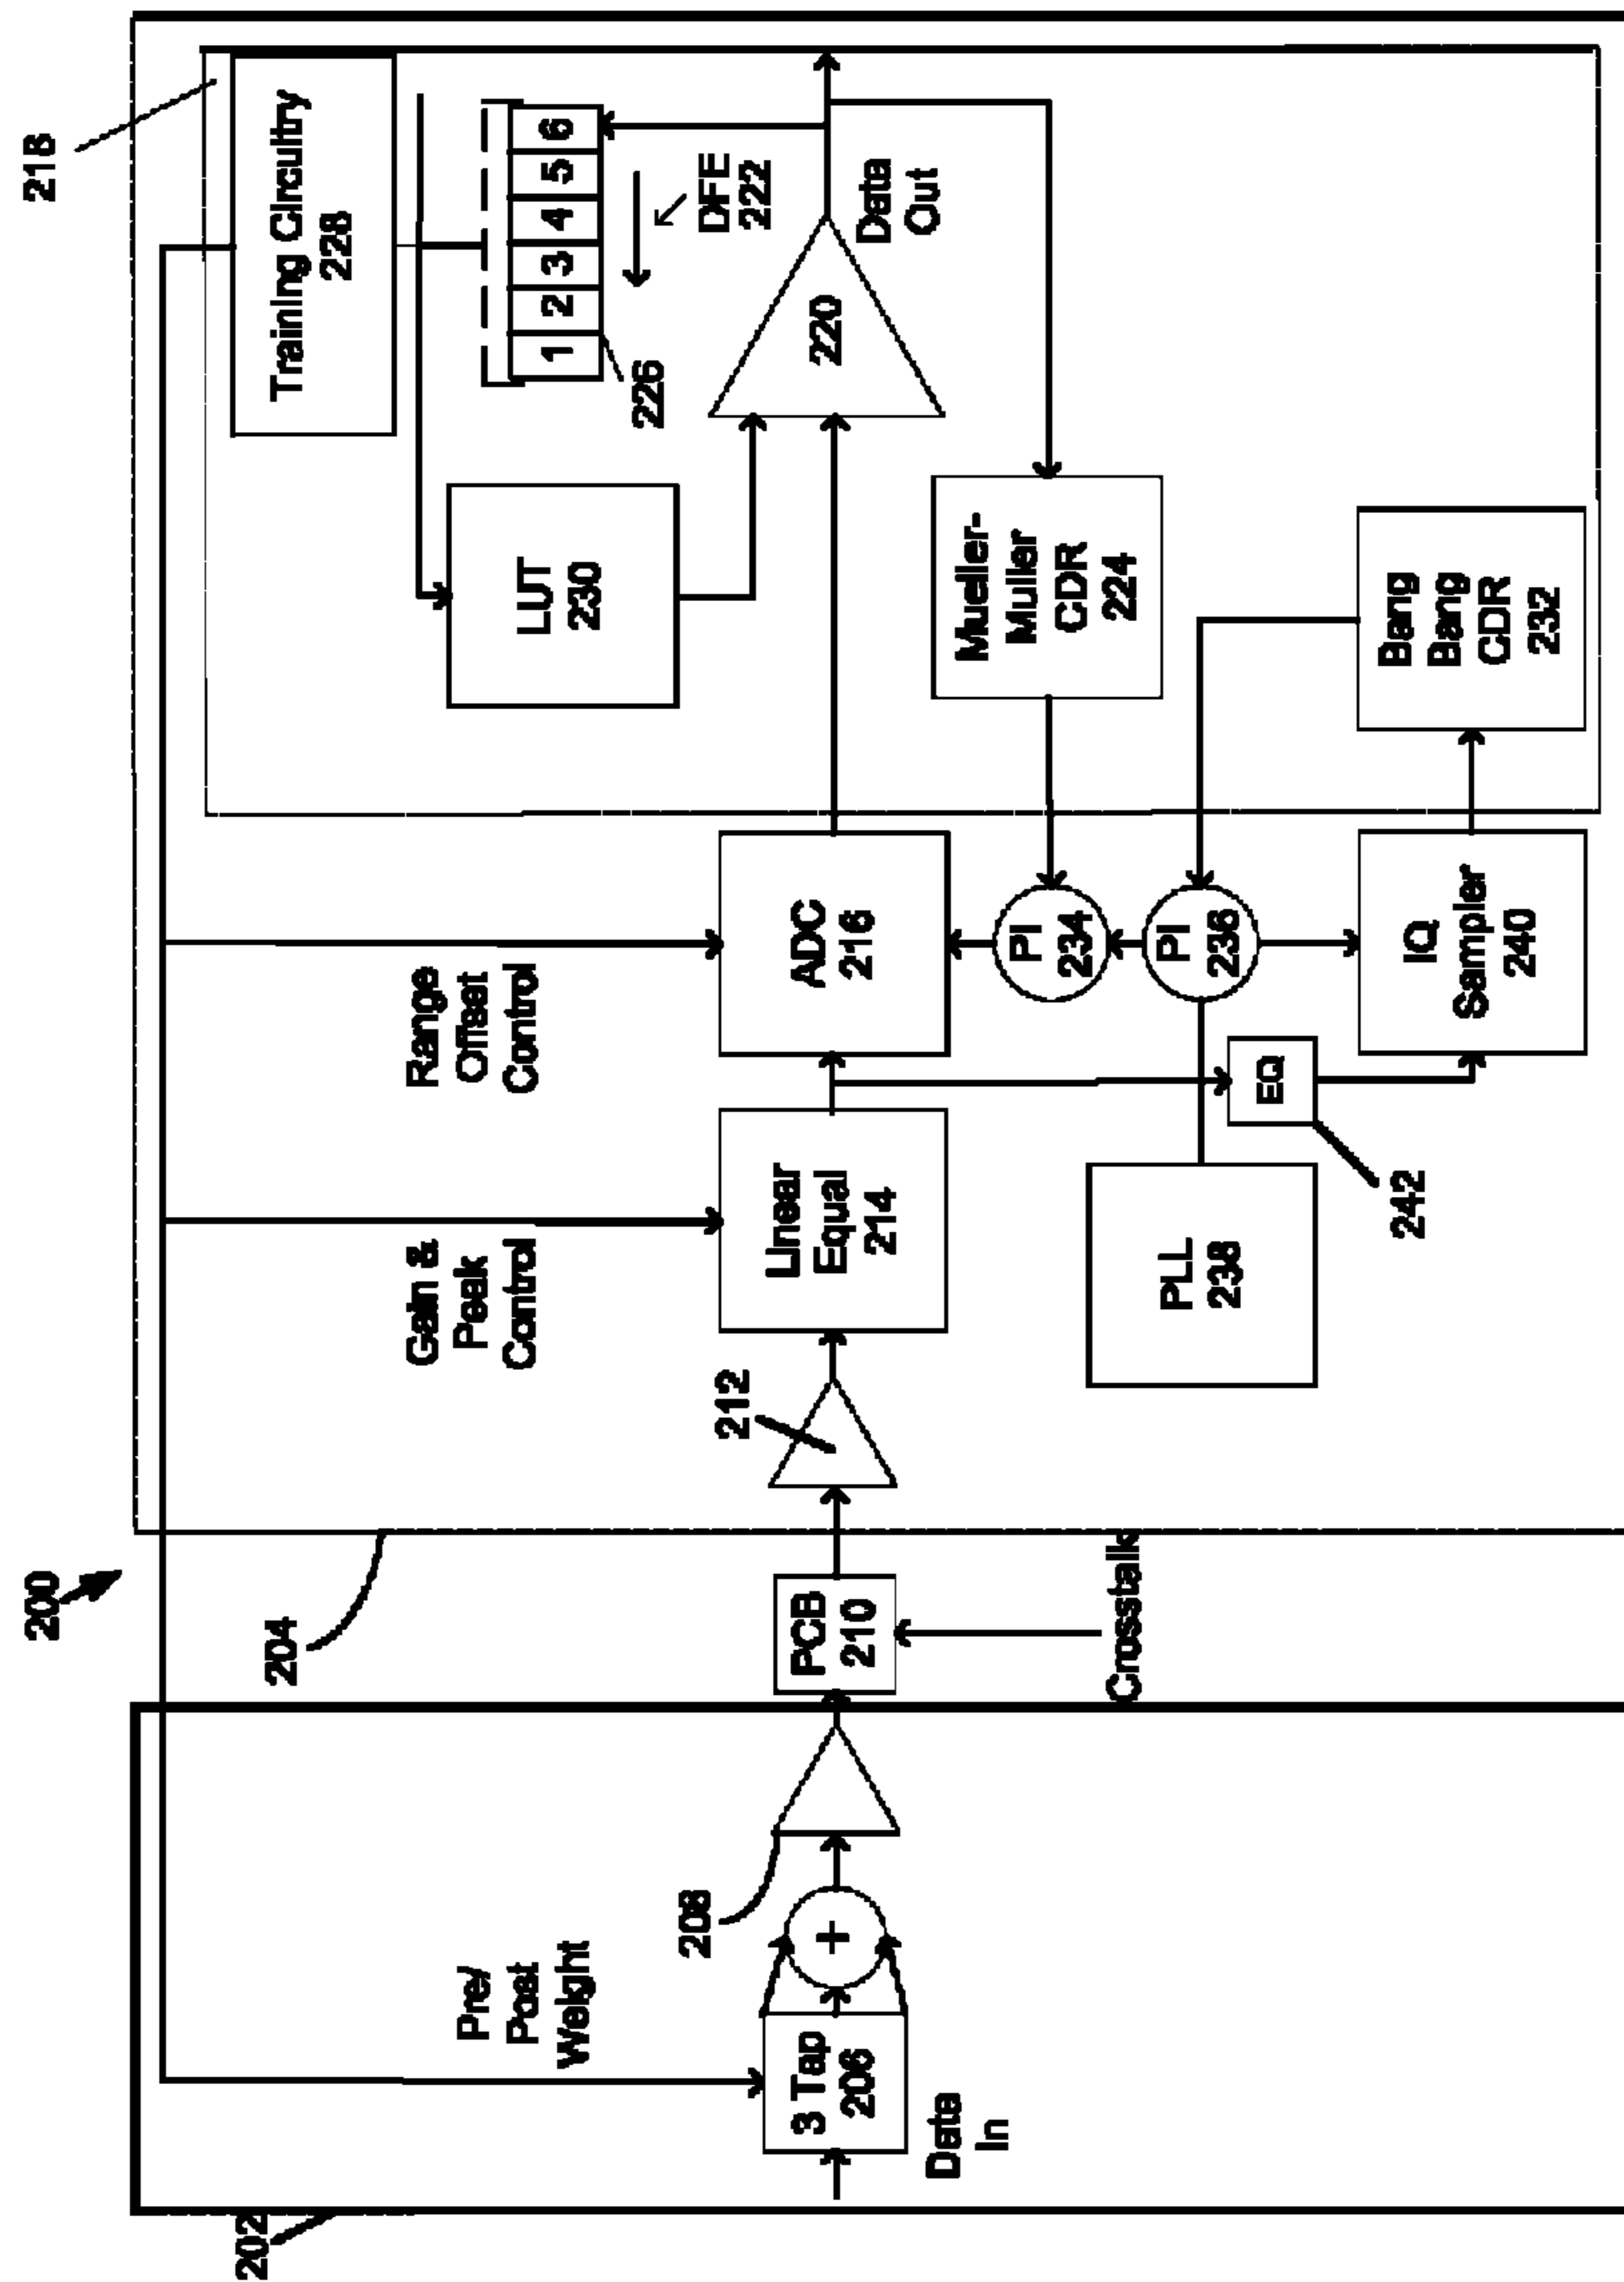 200
202
204
218
Training Circuitry
228
Prey
Post
Weight
Gain &
Peak
Control
Range
Offset
Control
LUT
230
1 2 3 4 5 6
226
DFE
222
208
212
3 Tap
206
+
PCB
210
Linear
Equal
214
ADC
216
220
Data
Out
Data
In
Crosstalk
Mueller-
Muller
CDR
224
PI
234
PI
236
PLL
238
EQ
242
IQ
Sampler
240
Bang
Bang
CDR
232